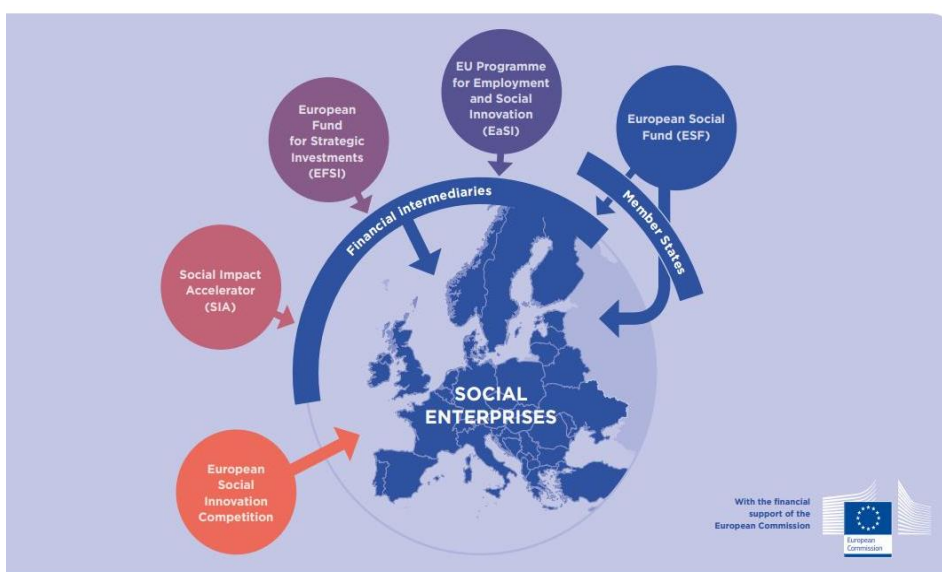 EU Programme
for Employment
and Social
Innovation
(EaSI)
European
Fund
for Strategic
Investments
(EFSI)
European Social
Fund (ESF)
Financial intermediaries
Member States
Social Impact
Accelerator
(SIA)
SOCIAL
ENTERPRISES
European
Social
Innovation
Competition
With the financial
support of the
European Commission
European
Commission